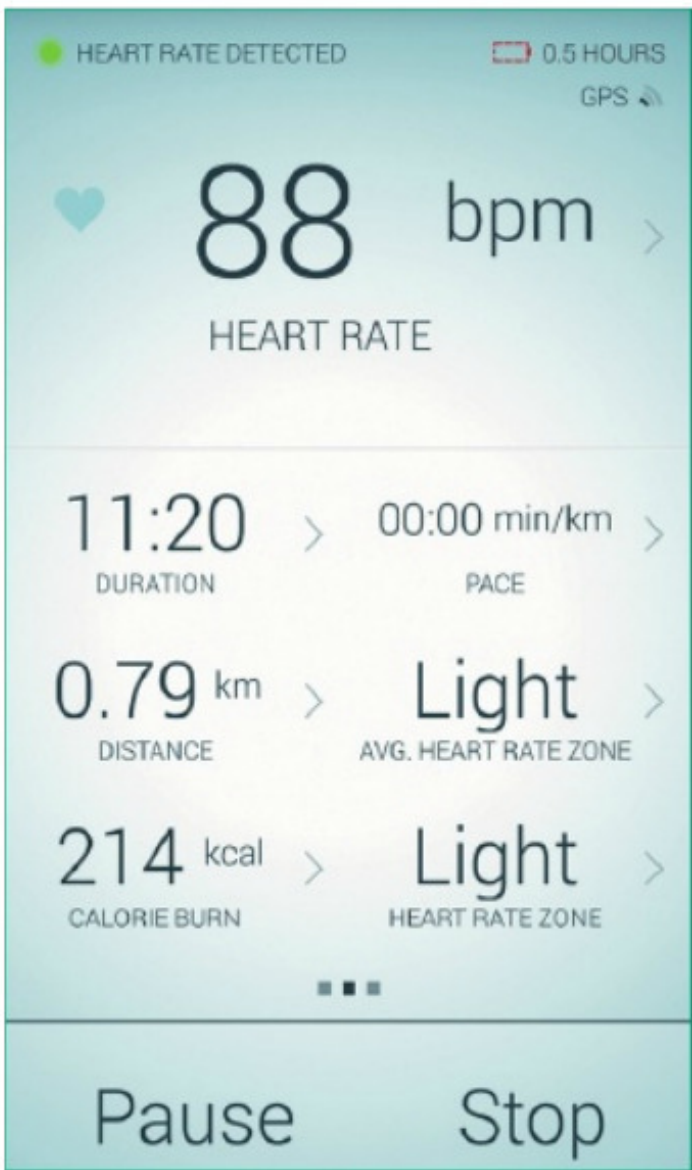 HEART RATE DETECTED 0.5 HOURS
GPS
88 bpm
HEART RATE
11:20 00:00 min/km
DURATION PACE
0.79 km Light
DISTANCE AVG. HEART RATE ZONE
214 kcal Light
CALORIE BURN HEART RATE ZONE
Pause Stop